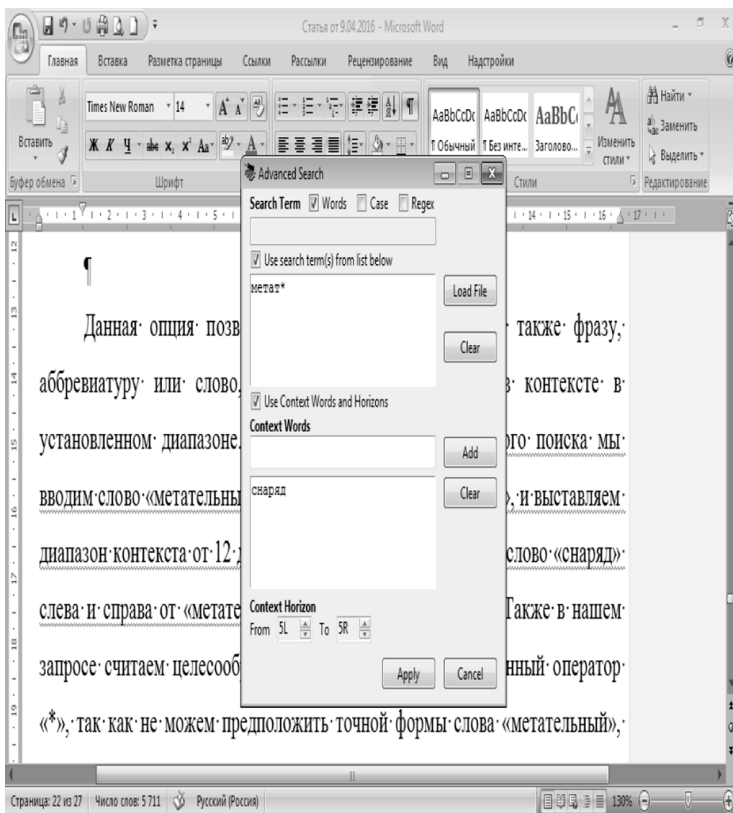 Статья от 9.04.2016 - Microsoft Word
Главная Вставка Разметка страницы Ссылки Рассылки Рецензирование Вид Надстройки
Вставить
Times New Roman 14
Ж К Ч abc x₂ x² Aa
AaBbCcDc AaBbCcDc AaBbC
¶ Обычный ¶ Без инте... Заголово...
Изменить стили
Найти
Заменить
Выделить
Буфер обмена Шрифт Стили Редактирование
Advanced Search
Search Term Words Case Regex
Use search term(s) from list below
метат*
Load File
Clear
Use Context Words and Horizons
Context Words
Add
снаряд
Clear
Context Horizon
From 5L To 5R
Apply Cancel
¶
Данная опция позв также фразу,
аббревиатуру или слово, в контексте в
установленном диапазоне. ого поиска мы
вводим слово «метательны », и выставляем
диапазон контекста от 12 слово «снаряд»
слева и справа от «метате Также в нашем
запросе считаем целесооб нный оператор
«*», так как не можем предположить точной формы слова «метательный»,
Страница: 22 из 27 Число слов: 5 711 Русский (Россия) 130%